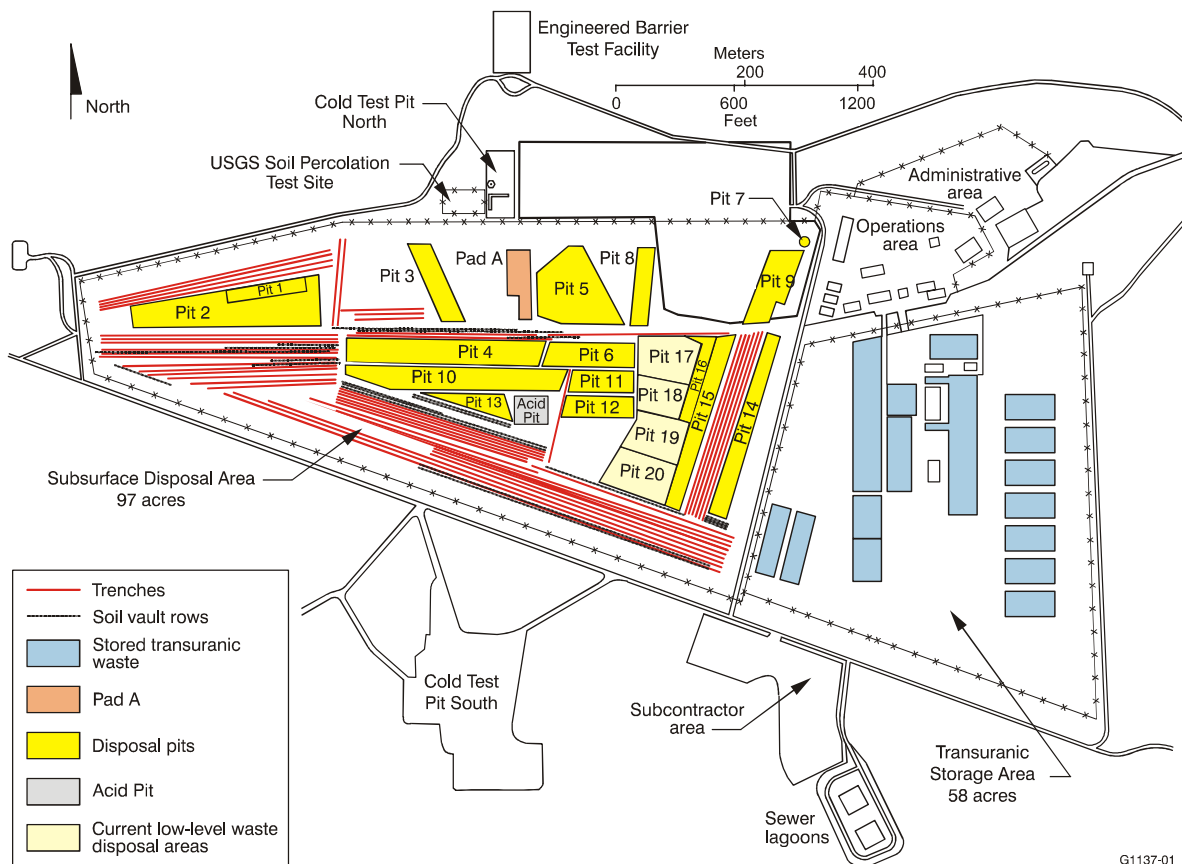 Engineered Barrier
Test Facility
Meters
200
400
0
600
1200
Feet
North
Cold Test Pit
North
USGS Soil Percolation
Test Site
Administrative
area
Pit 7
Operations
area
Pit 3
Pad A
Pit 8
Pit 5
Pit 9
Pit 1
Pit 2
Pit 4
Pit 6
Pit 17
Pit 16
Pit 10
Pit 11
Pit 18
Pit 15
Pit 14
Pit 13
Acid
Pit
Pit 12
Pit 19
Pit 20
Subsurface Disposal Area
97 acres
Trenches
Soil vault rows
Stored transuranic
waste
Pad A
Disposal pits
Acid Pit
Current low-level waste
disposal areas
Cold Test
Pit South
Subcontractor
area
Transuranic
Storage Area
58 acres
Sewer
lagoons
G1137-01